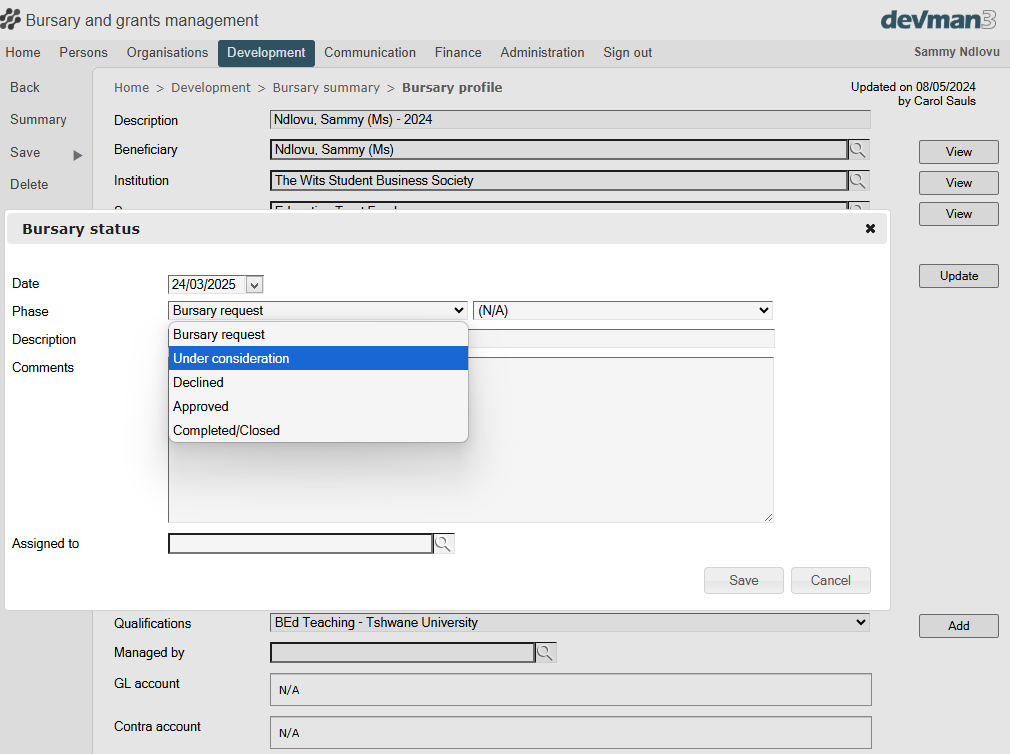 Bursary and grants management
devman3
Home Persons Organisations Development Communication Finance Administration Sign out
Sammy Ndlovu
Back
Summary
Save
Delete
Home > Development > Bursary summary > Bursary profile
Updated on 08/05/2024
by Carol Sauls
Description Ndlovu, Sammy (Ms) - 2024
Beneficiary Ndlovu, Sammy (Ms) View
Institution The Wits Student Business Society View
View
Update
Bursary status
Date 24/03/2025
Phase Bursary request (N/A)
Description
Comments
Bursary request
Under consideration
Declined
Approved
Completed/Closed
Assigned to
Save Cancel
Qualifications BEd Teaching - Tshwane University Add
Managed by
GL account N/A
Contra account N/A